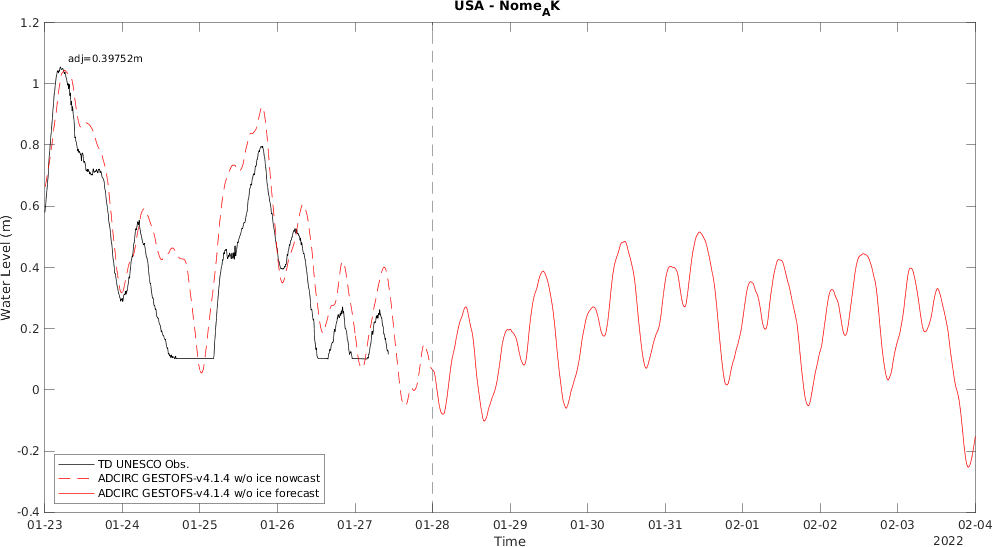 USA - Nome_AK
adj=0.39752m
1.2
1
0.8
0.6
0.4
0.2
0
-0.2
-0.4
Water Level (m)
TD UNESCO Obs.
ADCIRC GESTOFS-v4.1.4 w/o ice nowcast
ADCIRC GESTOFS-v4.1.4 w/o ice forecast
01-23 01-24 01-25 01-26 01-27 01-28 01-29 01-30 01-31 02-01 02-02 02-03 02-04
Time
2022